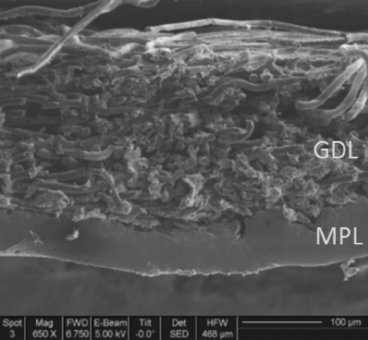 GDL
MPL
Spot Mag FWD E-Beam Tilt Det HFW
3 650 X 6.750 5.00 kV -0.0° SED 468 µm 100 µm